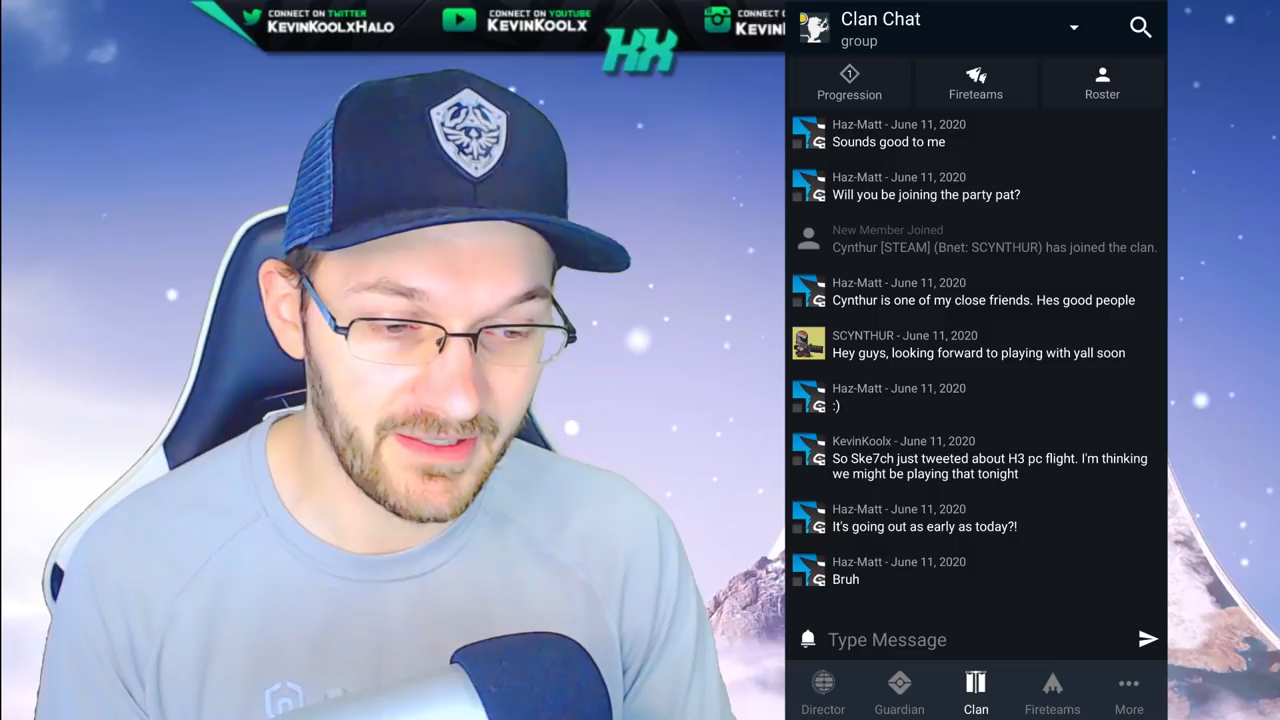 CONNECT ON TWITTER
KEVINKOOLXHALO
CONNECT ON YOUTUBE
KEVINKOOLX
CONNECT
KEVIN
KX
Clan Chat
group
1
Progression
Fireteams
Roster
Haz-Matt - June 11, 2020
Sounds good to me
Haz-Matt - June 11, 2020
Will you be joining the party pat?
New Member Joined
Cynthur [STEAM] (Bnet: SCYNTHUR) has joined the clan.
Haz-Matt - June 11, 2020
Cynthur is one of my close friends. Hes good people
SCYNTHUR - June 11, 2020
Hey guys, looking forward to playing with yall soon
Haz-Matt - June 11, 2020
:)
KevinKoolx - June 11, 2020
So Ske7ch just tweeted about H3 pc flight. I'm thinking
we might be playing that tonight
Haz-Matt - June 11, 2020
It's going out as early as today?!
Haz-Matt - June 11, 2020
Bruh
Type Message
Director
Guardian
Clan
Fireteams
More